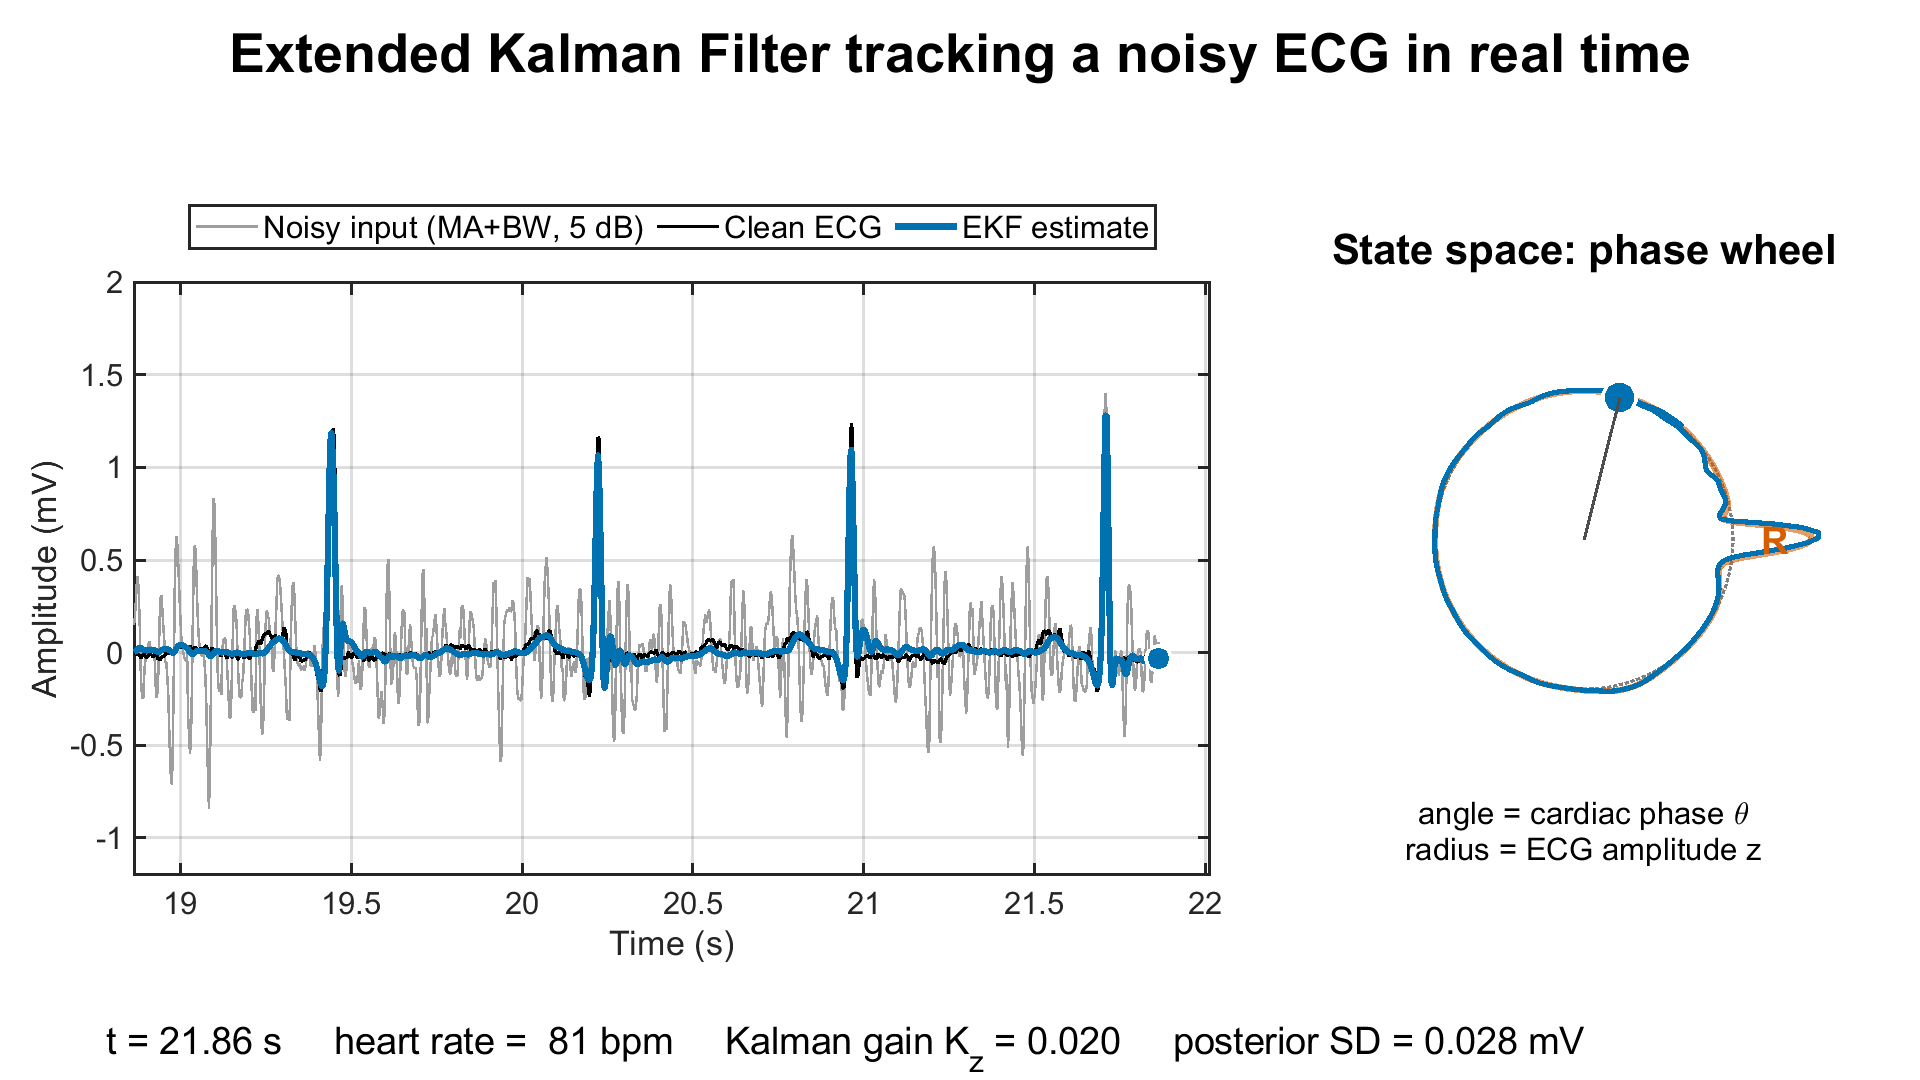 Extended Kalman Filter tracking a noisy ECG in real time
Noisy input (MA+BW, 5 dB) Clean ECG EKF estimate
State space: phase wheel
2
1.5
1
0.5
0
-0.5
-1
Amplitude (mV)
R
19 19.5 20 20.5 21 21.5 22
Time (s)
angle = cardiac phase θ
radius = ECG amplitude z
t = 21.86 s heart rate = 81 bpm Kalman gain K_z = 0.020 posterior SD = 0.028 mV